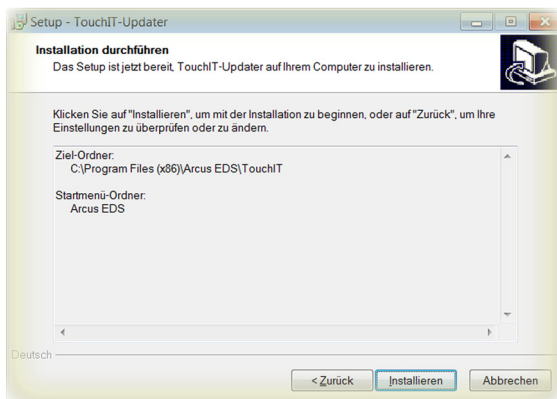 Setup - TouchIT-Updater
Installation durchführen
Das Setup ist jetzt bereit, TouchIT-Updater auf Ihrem Computer zu installieren.
Klicken Sie auf "Installieren", um mit der Installation zu beginnen, oder auf "Zurück", um Ihre
Einstellungen zu überprüfen oder zu ändern.
Ziel-Ordner:
C:\Program Files (x86)\Arcus EDS\TouchIT
Startmenü-Ordner:
Arcus EDS
Deutsch
< Zurück
Installieren
Abbrechen